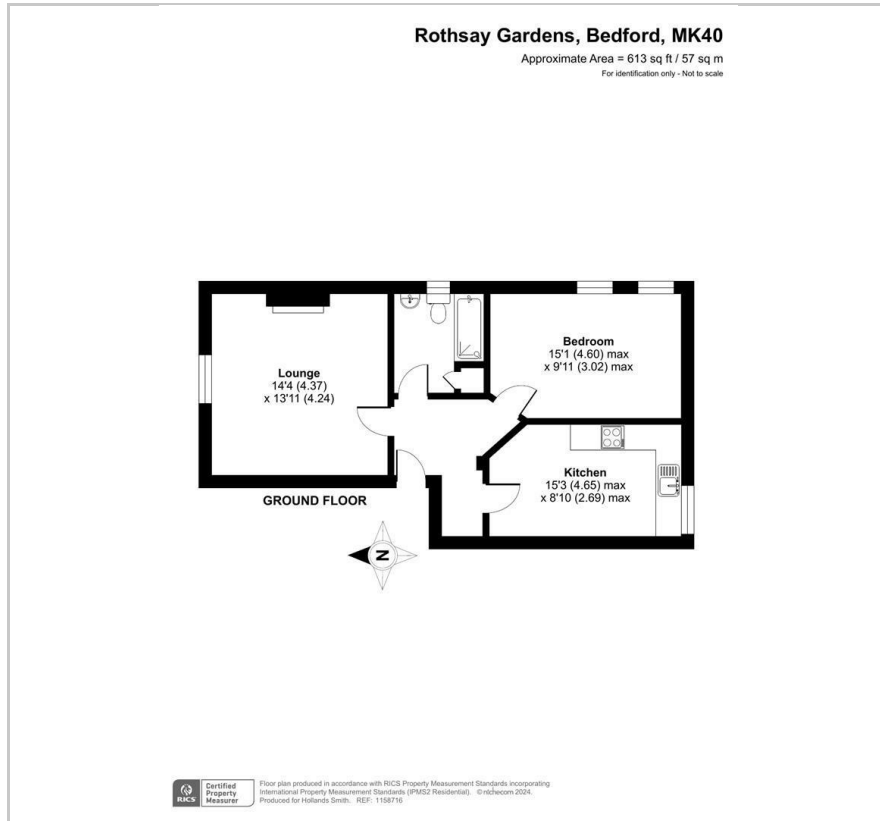 Rothsay Gardens, Bedford, MK40
Approximate Area = 613 sq ft / 57 sq m
For identification only - Not to scale
Bedroom
15'1 (4.60) max
x 9'11 (3.02) max
Lounge
14'4 (4.37)
x 13'11 (4.24)
Kitchen
15'3 (4.65) max
x 8'10 (2.69) max
GROUND FLOOR
N
RICS
Certified
Property
Measurer
Floor plan produced in accordance with RICS Property Measurement Standards incorporating
International Property Measurement Standards (IPMS2 Residential). © nichecom 2024.
Produced for Hollands Smith. REF: 1158716